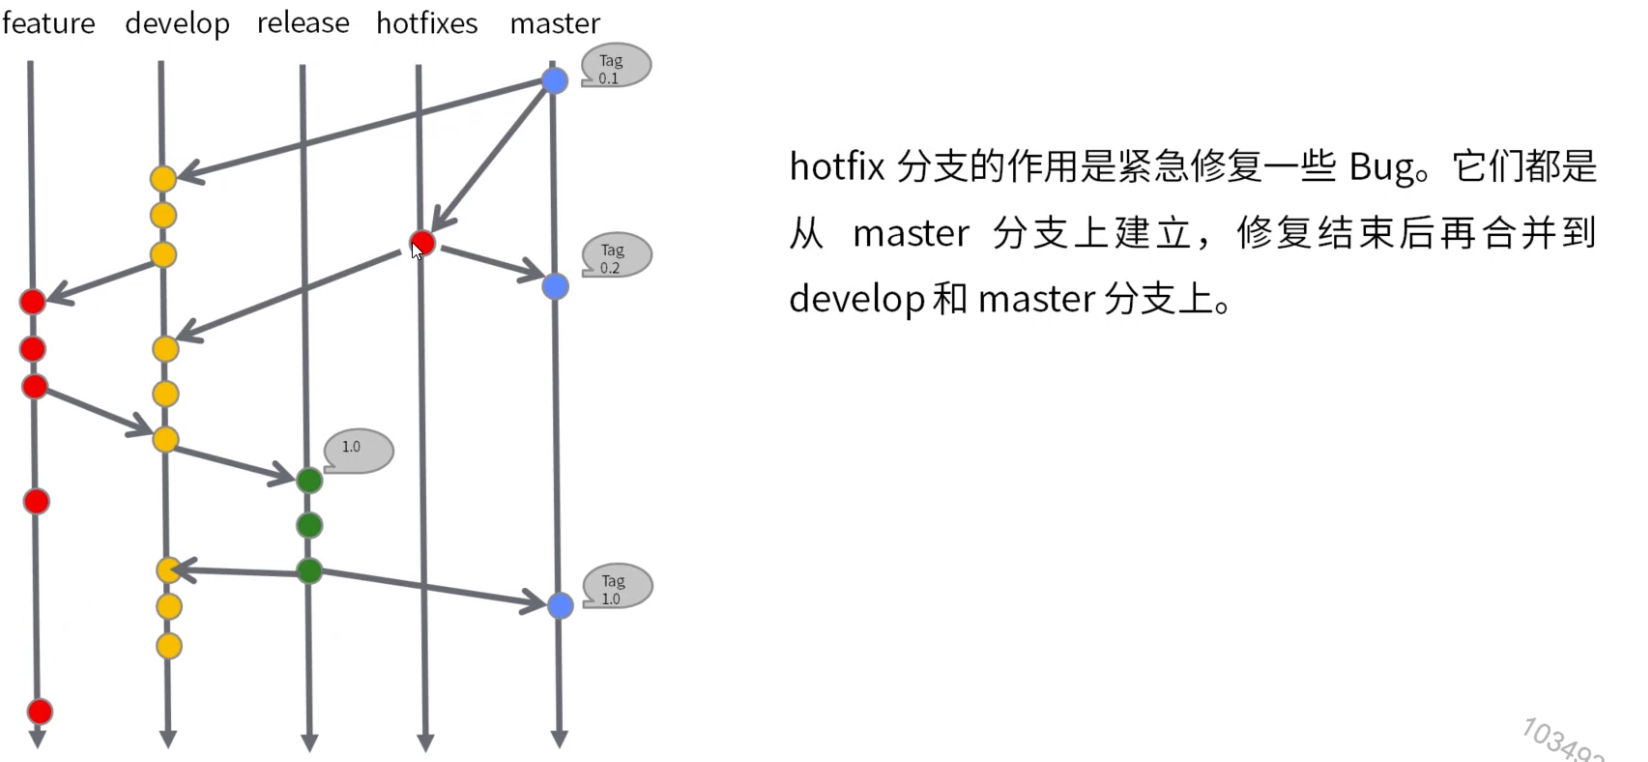 feature develop release hotfixes master
Tag
0.1
hotfix 分支的作用是紧急修复一些 Bug。它们都是
从 master 分支上建立，修复结束后再合并到
develop 和 master 分支上。
Tag
0.2
1.0
Tag
1.0